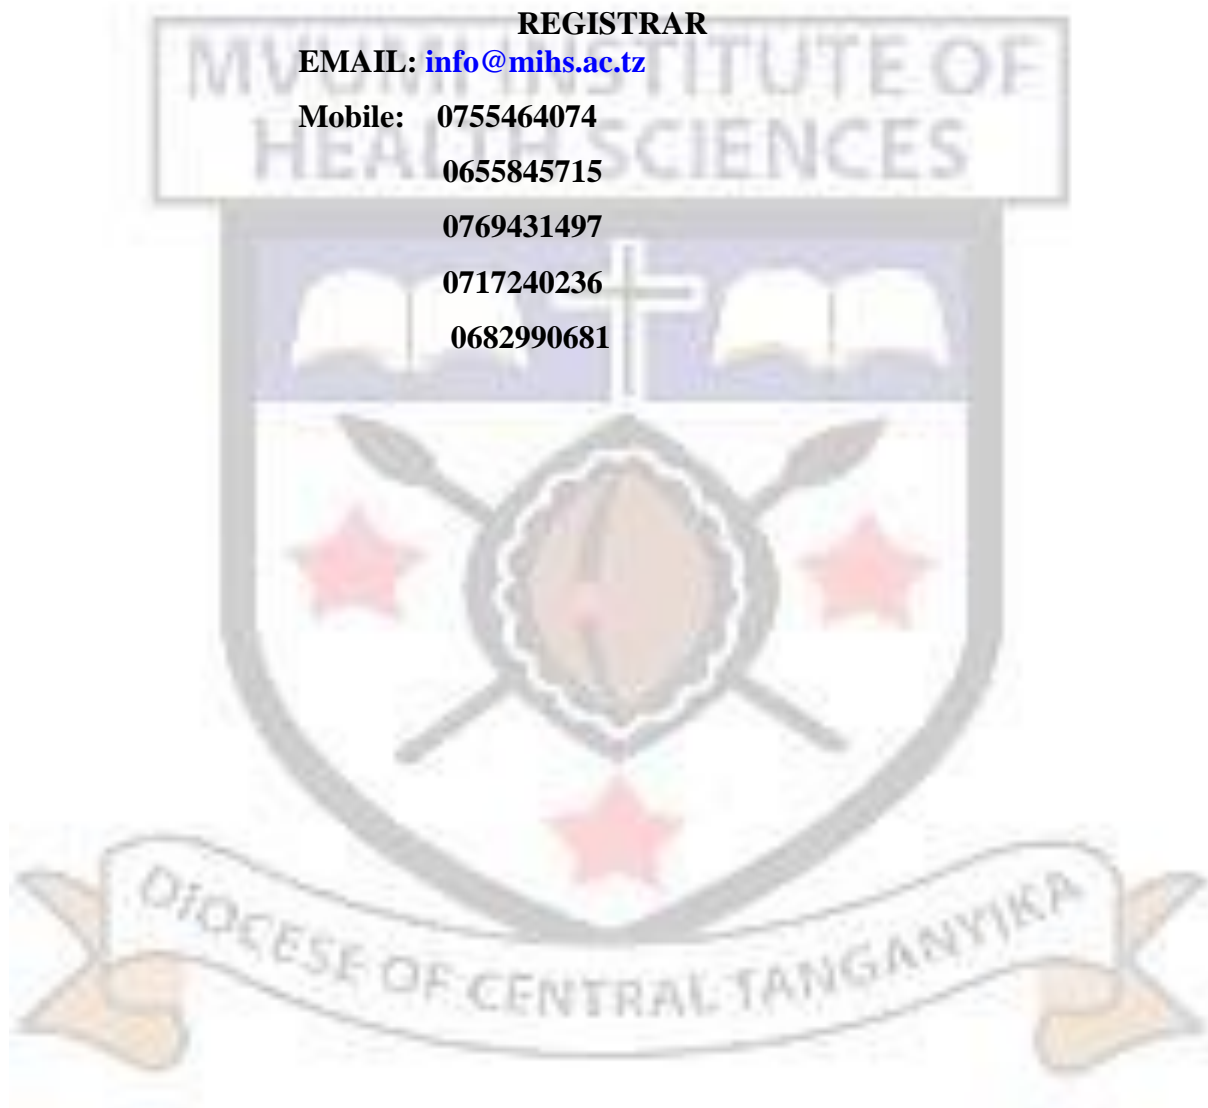 REGISTRAR
EMAIL: info@mihs.ac.tz
MVUMI INSTITUTE OF
Mobile: 0755464074
HEALTH SCIENCES
0655845715
0769431497
0717240236
0682990681
DIOCESE OF CENTRAL TANGANYIKA